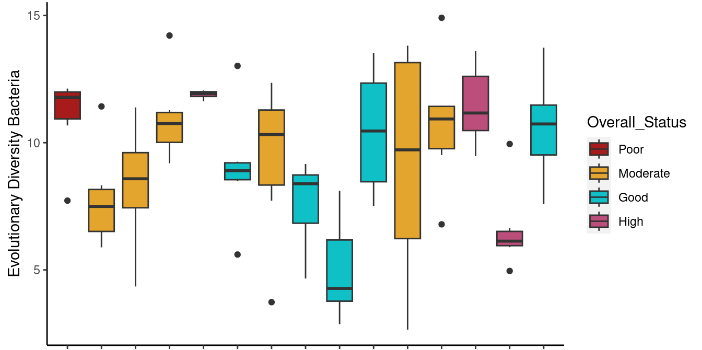 Evolutionary Diversity Bacteria
15
10
5
Overall_Status
Poor
Moderate
Good
High